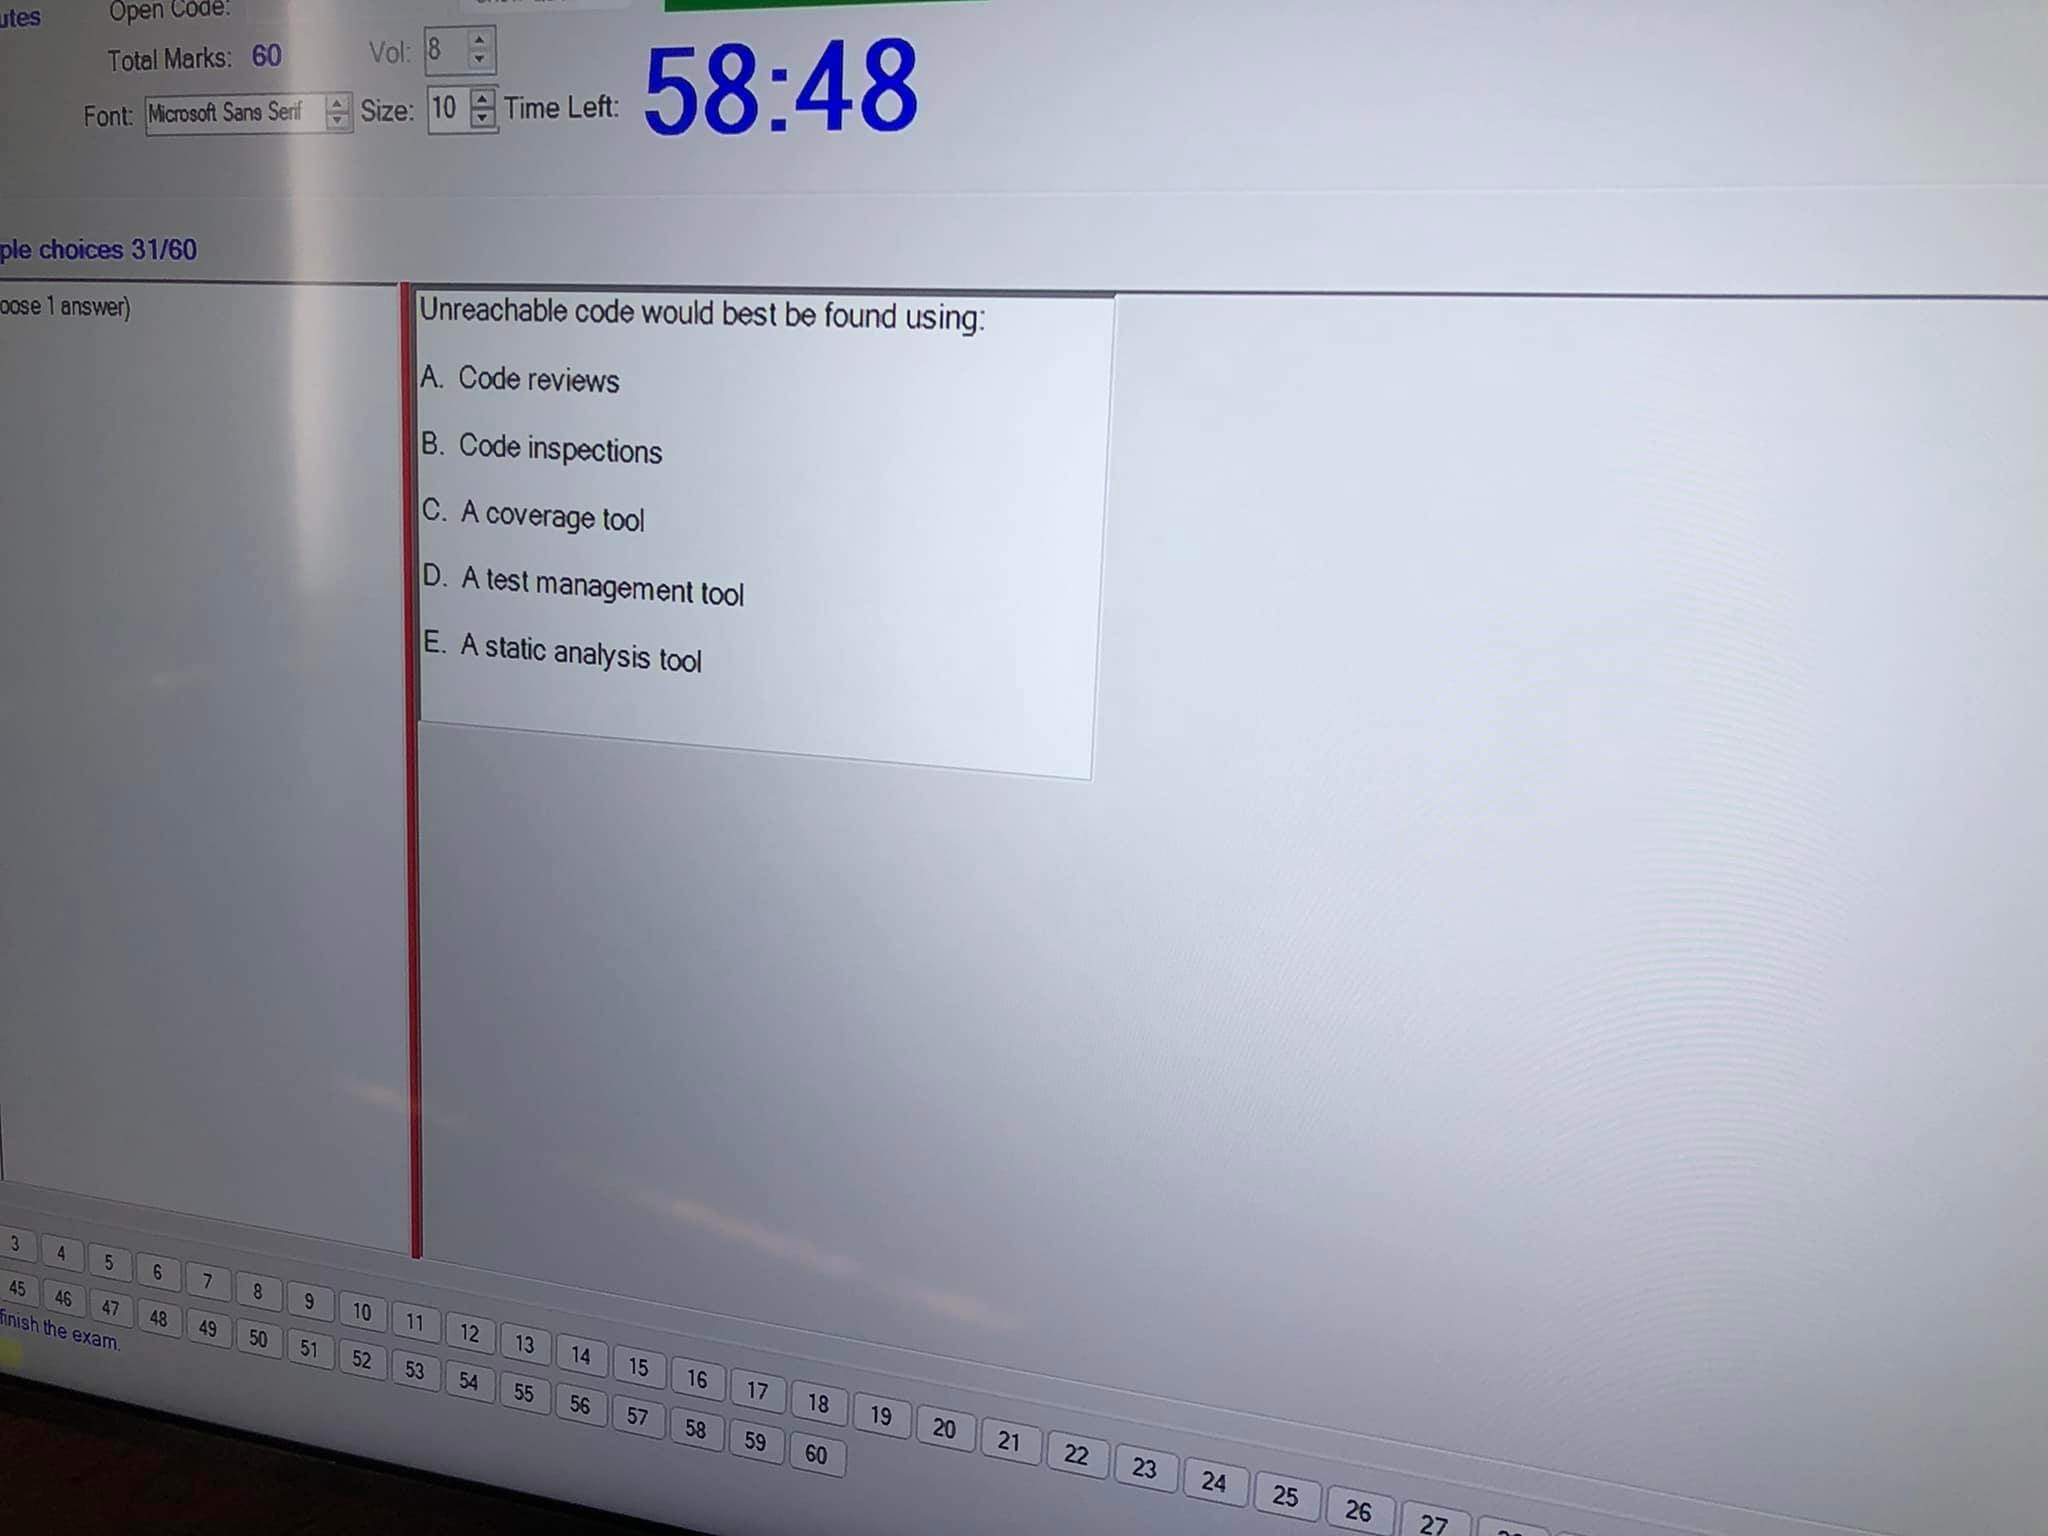 utes
Open Code:
Total Marks: 60
Vol: 8
Font: Microsoft Sans Serif
Size: 10
Time Left: 58:48
ple choices 31/60
oose 1 answer)
Unreachable code would best be found using:
A. Code reviews
B. Code inspections
C. A coverage tool
D. A test management tool
E. A static analysis tool
3 4 5 6 7 8 9 10 11 12 13 14 15 16 17 18 19 20 21 22 23 24 25 26 27
45 46 47 48 49 50 51 52 53 54 55 56 57 58 59 60
finish the exam.